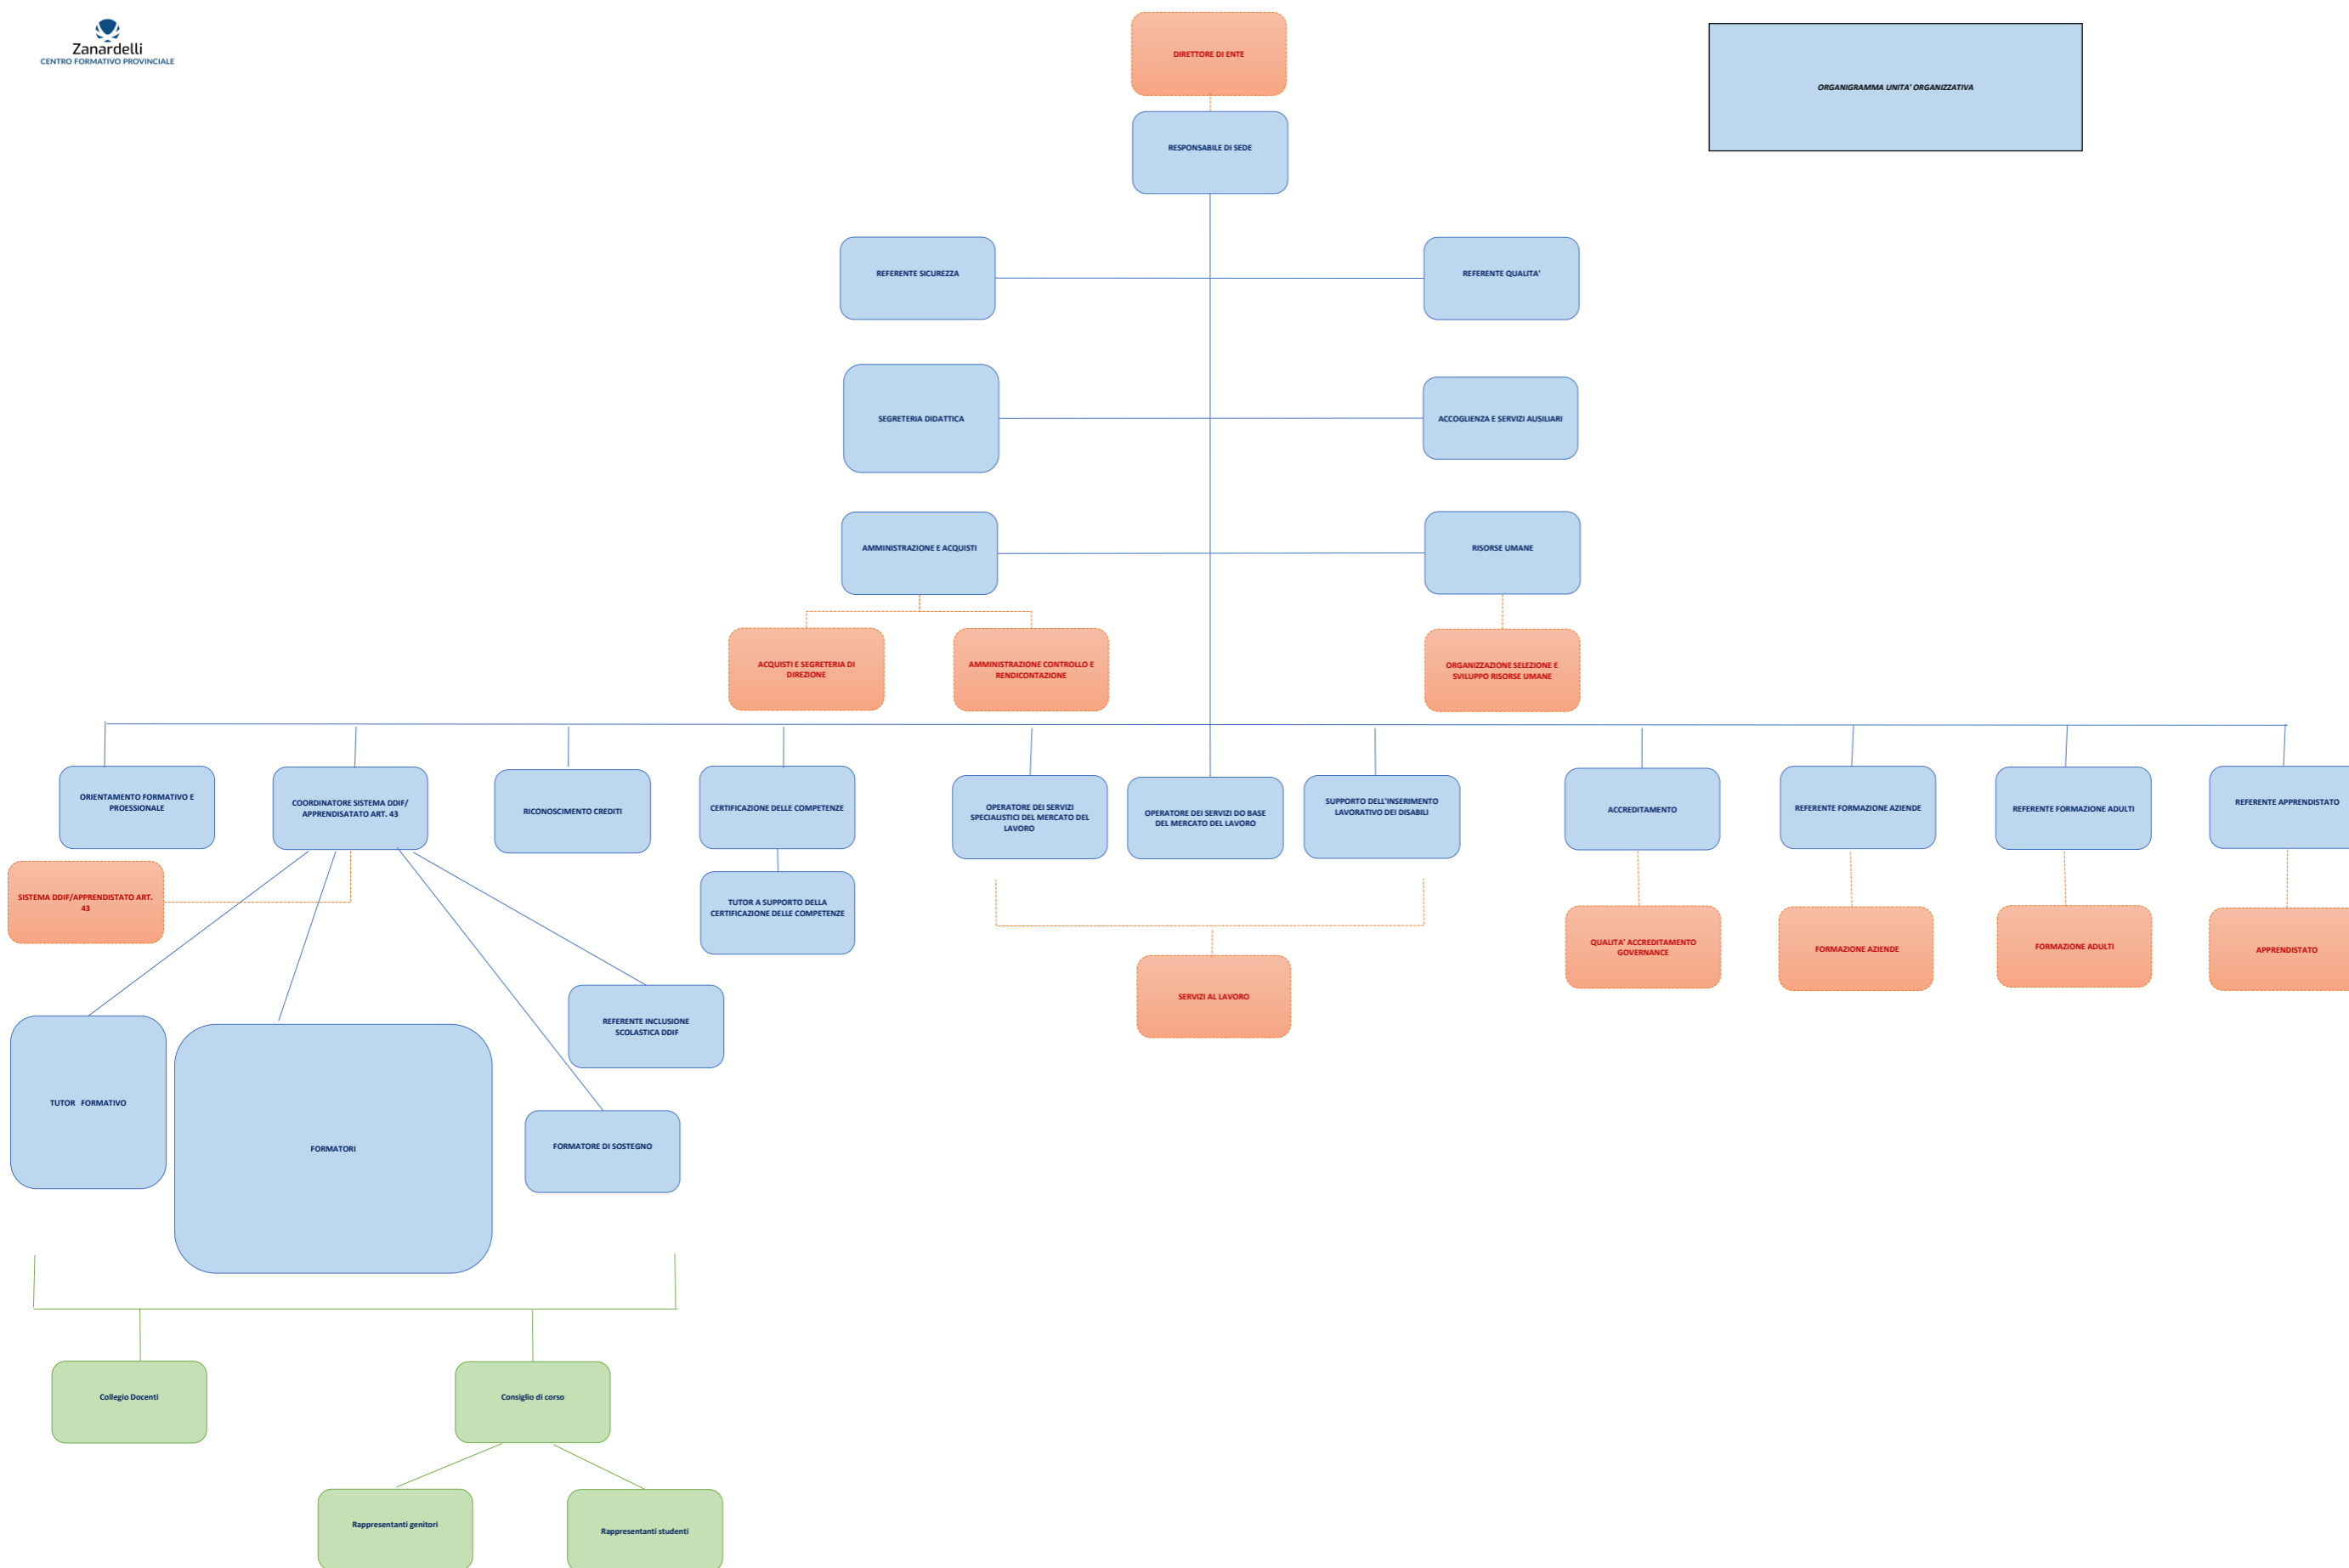 Zanardelli
CENTRO FORMATIVO PROVINCIALE
DIRETTORE DI ENTE
ORGANIGRAMMA UNITA' ORGANIZZATIVA
RESPONSABILE DI SEDE
REFERENTE SICUREZZA
REFERENTE QUALITA'
SEGRETERIA DIDATTICA
ACCOGLIENZA E SERVIZI AUSILIARI
AMMINISTRAZIONE E ACQUISTI
RISORSE UMANE
ACQUISTI E SEGRETERIA DI
DIREZIONE
AMMINISTRAZIONE CONTROLLO E
RENDICONTAZIONE
ORGANIZZAZIONE SELEZIONE E
SVILUPPO RISORSE UMANE
ORIENTAMENTO FORMATIVO E
PROESSIONALE
COORDINATORE SISTEMA DDIF/
APPRENDISATATO ART. 43
RICONOSCIMENTO CREDITI
CERTIFICAZIONE DELLE COMPETENZE
OPERATORE DEI SERVIZI
SPECIALISTICI DEL MERCATO DEL
LAVORO
OPERATORE DEI SERVIZI DO BASE
DEL MERCATO DEL LAVORO
SUPPORTO DELL'INSERIMENTO
LAVORATIVO DEI DISABILI
ACCREDITAMENTO
REFERENTE FORMAZIONE AZIENDE
REFERENTE FORMAZIONE ADULTI
REFERENTE APPRENDISTATO
SISTEMA DDIF/APPRENDISTATO ART.
43
TUTOR A SUPPORTO DELLA
CERTIFICAZIONE DELLE COMPETENZE
QUALITA' ACCREDITAMENTO
GOVERNANCE
FORMAZIONE AZIENDE
FORMAZIONE ADULTI
APPRENDISTATO
SERVIZI AL LAVORO
REFERENTE INCLUSIONE
SCOLASTICA DDIF
TUTOR   FORMATIVO
FORMATORI
FORMATORE DI SOSTEGNO
Collegio Docenti
Consiglio di corso
Rappresentanti genitori
Rappresentanti studenti